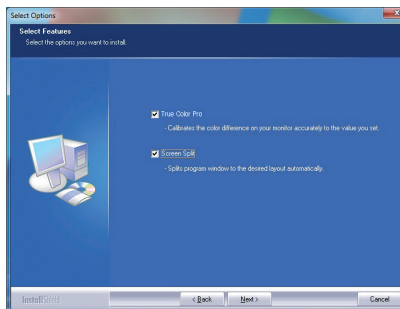 Select Options
Select Features
Select the options you want to install.
True Color Pro
- Calibrates the color difference on your monitor accurately to the value you set.
Screen Split
- Splits program window to the desired layout automatically.
InstallShield
< Back
Next >
Cancel